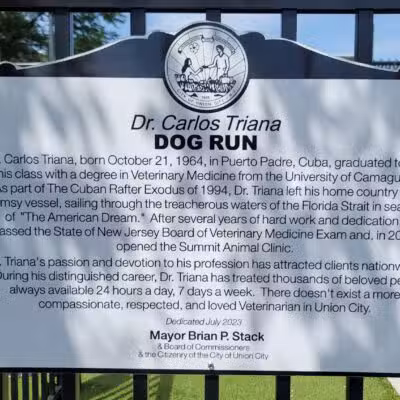 Dr. Carlos Triana
DOG RUN
Carlos Triana, born October 21, 1964, in Puerto Padre, Cuba, graduated to
his class with a degree in Veterinary Medicine from the University of Camagu
As part of The Cuban Rafter Exodus of 1994, Dr. Triana left his home country
msy vessel, sailing through the treacherous waters of the Florida Strait in sea
of "The American Dream." After several years of hard work and dedication
assed the State of New Jersey Board of Veterinary Medicine Exam and, in 20
opened the Summit Animal Clinic.
. Triana's passion and devotion to his profession has attracted clients nationw
During his distinguished career, Dr. Triana has treated thousands of beloved pe
always available 24 hours a day, 7 days a week. There doesn't exist a more
compassionate, respected, and loved Veterinarian in Union City.
Dedicated July 2023
Mayor Brian P. Stack
& Board of Commissioners
& the Citizenry of the City of Union City